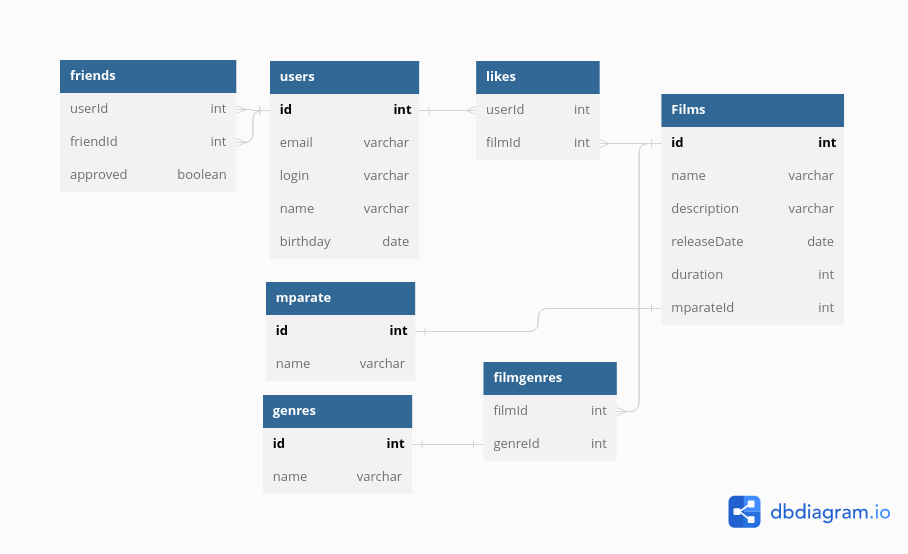 friends
userId int
friendId int
approved boolean
users
id int
email varchar
login varchar
name varchar
birthday date
likes
userId int
filmId int
Films
id int
name varchar
description varchar
releaseDate date
duration int
mparateId int
mparate
id int
name varchar
filmgenres
filmId int
genreId int
genres
id int
name varchar
dbdiagram.io